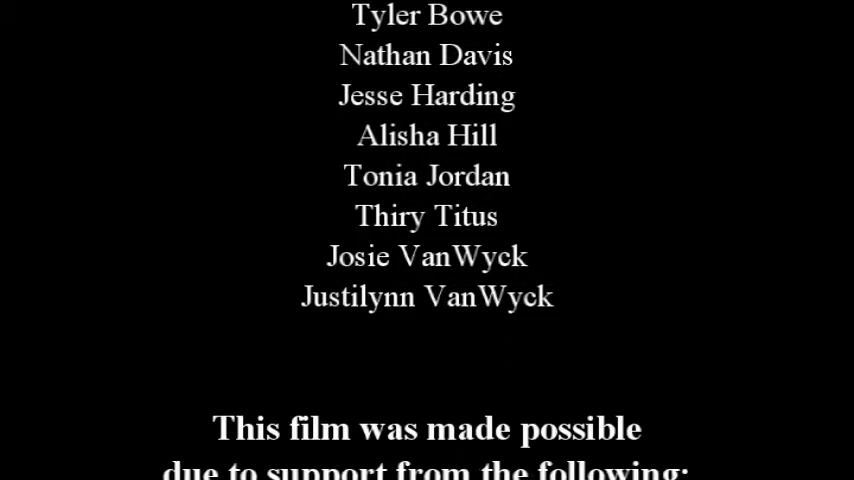 Tyler Bowe
Nathan Davis
Jesse Harding
Alisha Hill
Tonia Jordan
Thiry Titus
Josie VanWyck
Justilynn VanWyck
This film was made possible
due to support from the following: